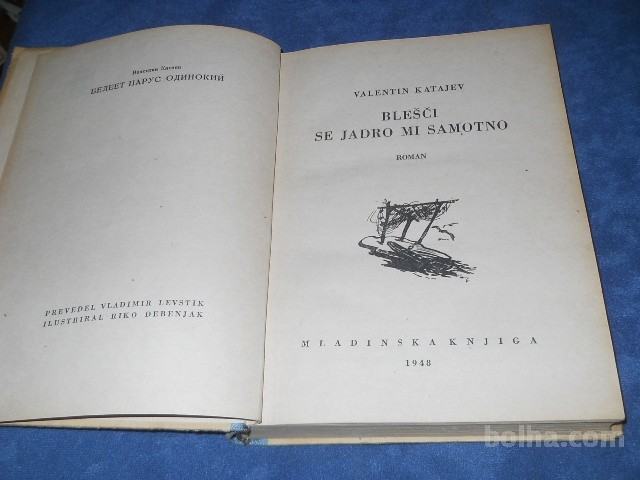 Валентин Катаев
БЕЛЕЕТ ПАРУС ОДИНОКИЙ
PREVEDEL VLADIMIR LEVSTIK
ILUSTRIRAL RIKO DEBENJAK
VALENTIN KATAJEV
BLEŠČI
SE JADRO MI SAMOTNO
ROMAN
MLADINSKA KNJIGA
1948
bolha.com